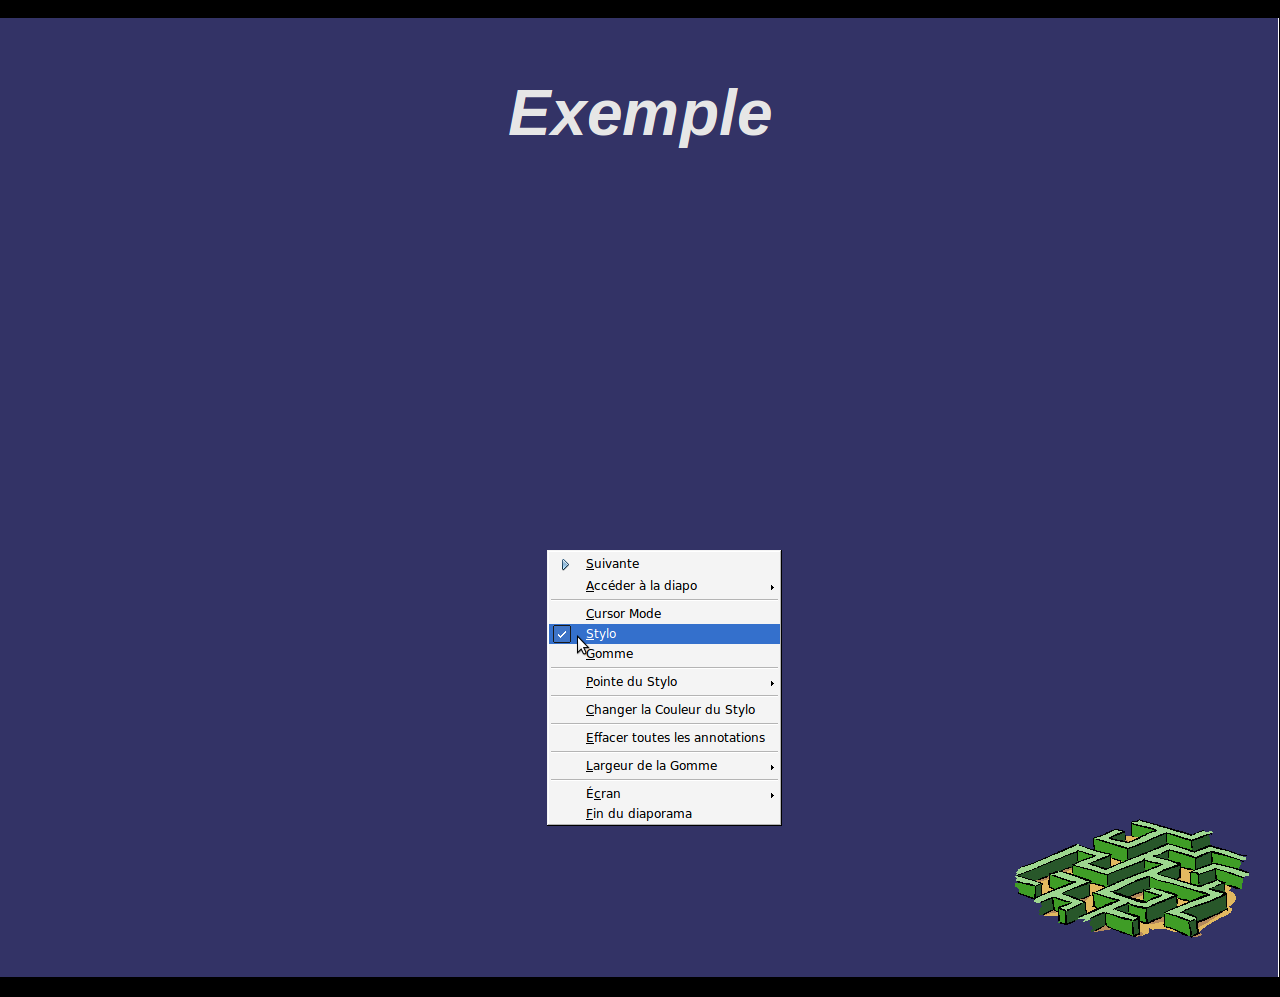 Exemple
Suivante
Accéder à la diapo
Cursor Mode
Stylo
Gomme
Pointe du Stylo
Changer la Couleur du Stylo
Effacer toutes les annotations
Largeur de la Gomme
Écran
Fin du diaporama